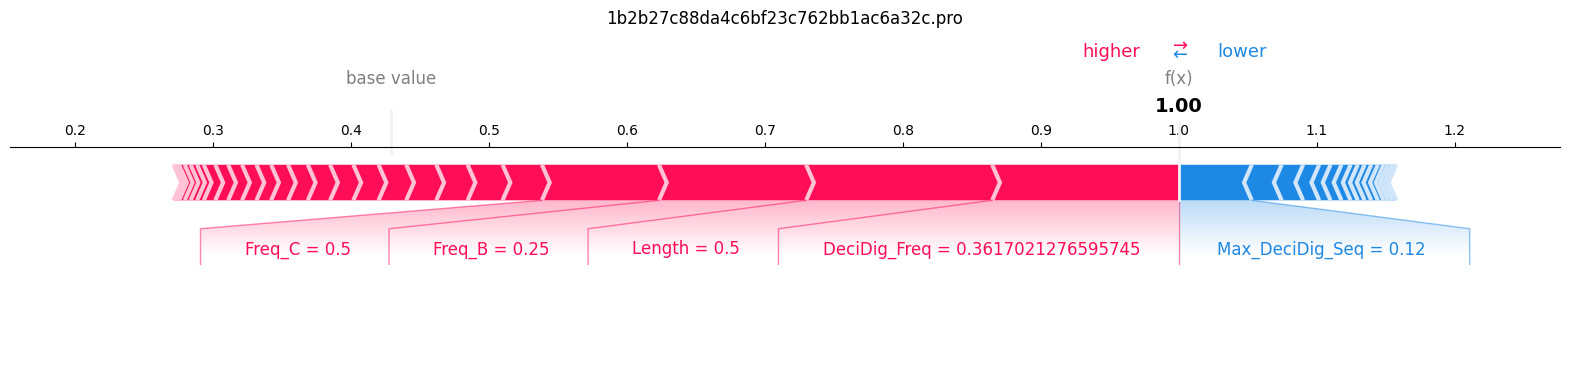 1b2b27c88da4c6bf23c762bb1ac6a32c.pro
higher ⇄ lower
base value f(x)
1.00
0.2 0.3 0.4 0.5 0.6 0.7 0.8 0.9 1.0 1.1 1.2
Freq_C = 0.5 Freq_B = 0.25 Length = 0.5 DeciDig_Freq = 0.3617021276595745 Max_DeciDig_Seq = 0.12